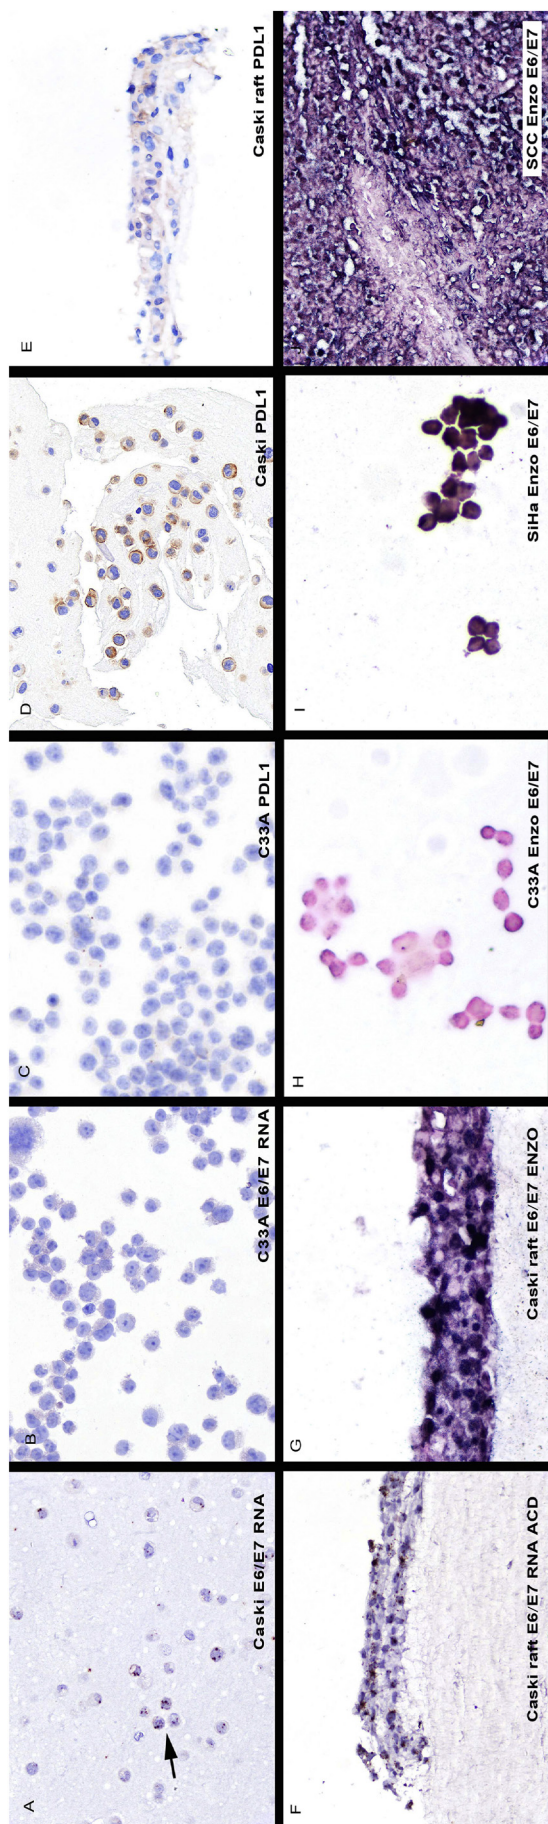 A
Caski E6/E7 RNA
B
C33A E6/E7 RNA
C
C33A PDL1
D
Caski PDL1
E
Caski raft PDL1
F
Caski raft E6/E7 RNA ACD
G
Caski raft E6/E7 ENZO
H
C33A Enzo E6/E7
I
SiHa Enzo E6/E7
SCC Enzo E6/E7